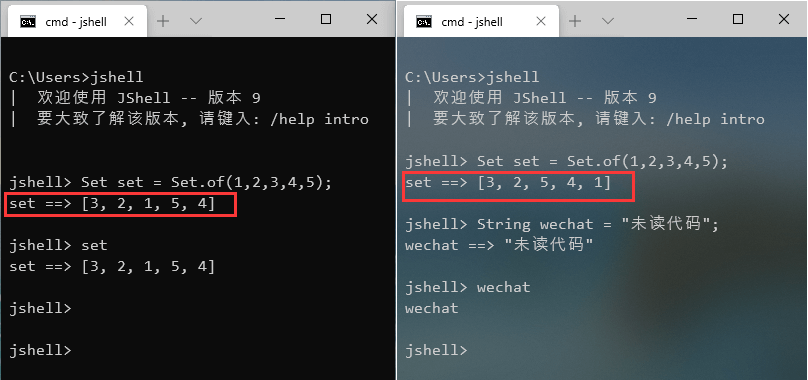 cmd - jshell
C:\Users>jshell
| 欢迎使用 JShell -- 版本 9
| 要大致了解该版本, 请键入: /help intro
jshell> Set set = Set.of(1,2,3,4,5);
set ==> [3, 2, 1, 5, 4]
jshell> set
set ==> [3, 2, 1, 5, 4]
jshell>
jshell>
cmd - jshell
C:\Users>jshell
| 欢迎使用 JShell -- 版本 9
| 要大致了解该版本, 请键入: /help intro
jshell> Set set = Set.of(1,2,3,4,5);
set ==> [3, 2, 5, 4, 1]
jshell> String wechat = "未读代码";
wechat ==> "未读代码"
jshell> wechat
wechat
jshell>